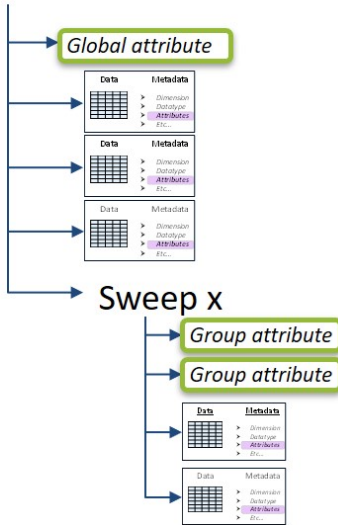 Global attribute
Data Metadata
Dimension
Datatype
Attributes
Etc...
Data Metadata
Dimension
Datatype
Attributes
Etc...
Data Metadata
Dimension
Datatype
Attributes
Etc...
Sweep x
Group attribute
Group attribute
Data Metadata
Dimension
Datatype
Attributes
Etc...
Data Metadata
Dimension
Datatype
Attributes
Etc...